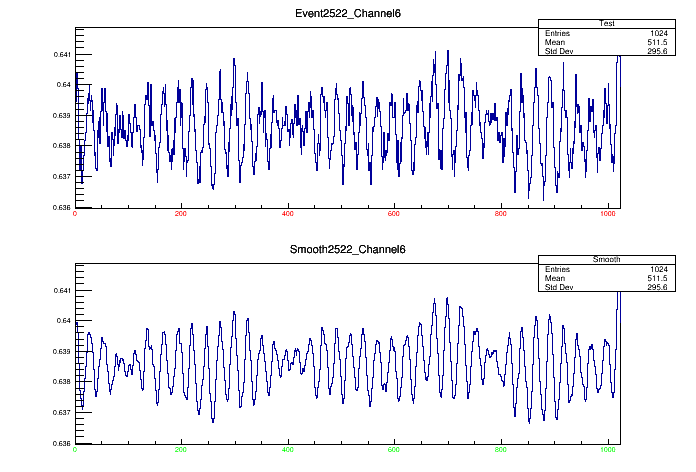 Event2522_Channel6
Test
Entries 1024
Mean 511.5
Std Dev 295.6
0.641
0.64
0.639
0.638
0.637
0.636
0 200 400 600 800 1000
Smooth2522_Channel6
Smooth
Entries 1024
Mean 511.5
Std Dev 295.6
0.641
0.64
0.639
0.638
0.637
0.636
0 200 400 600 800 1000